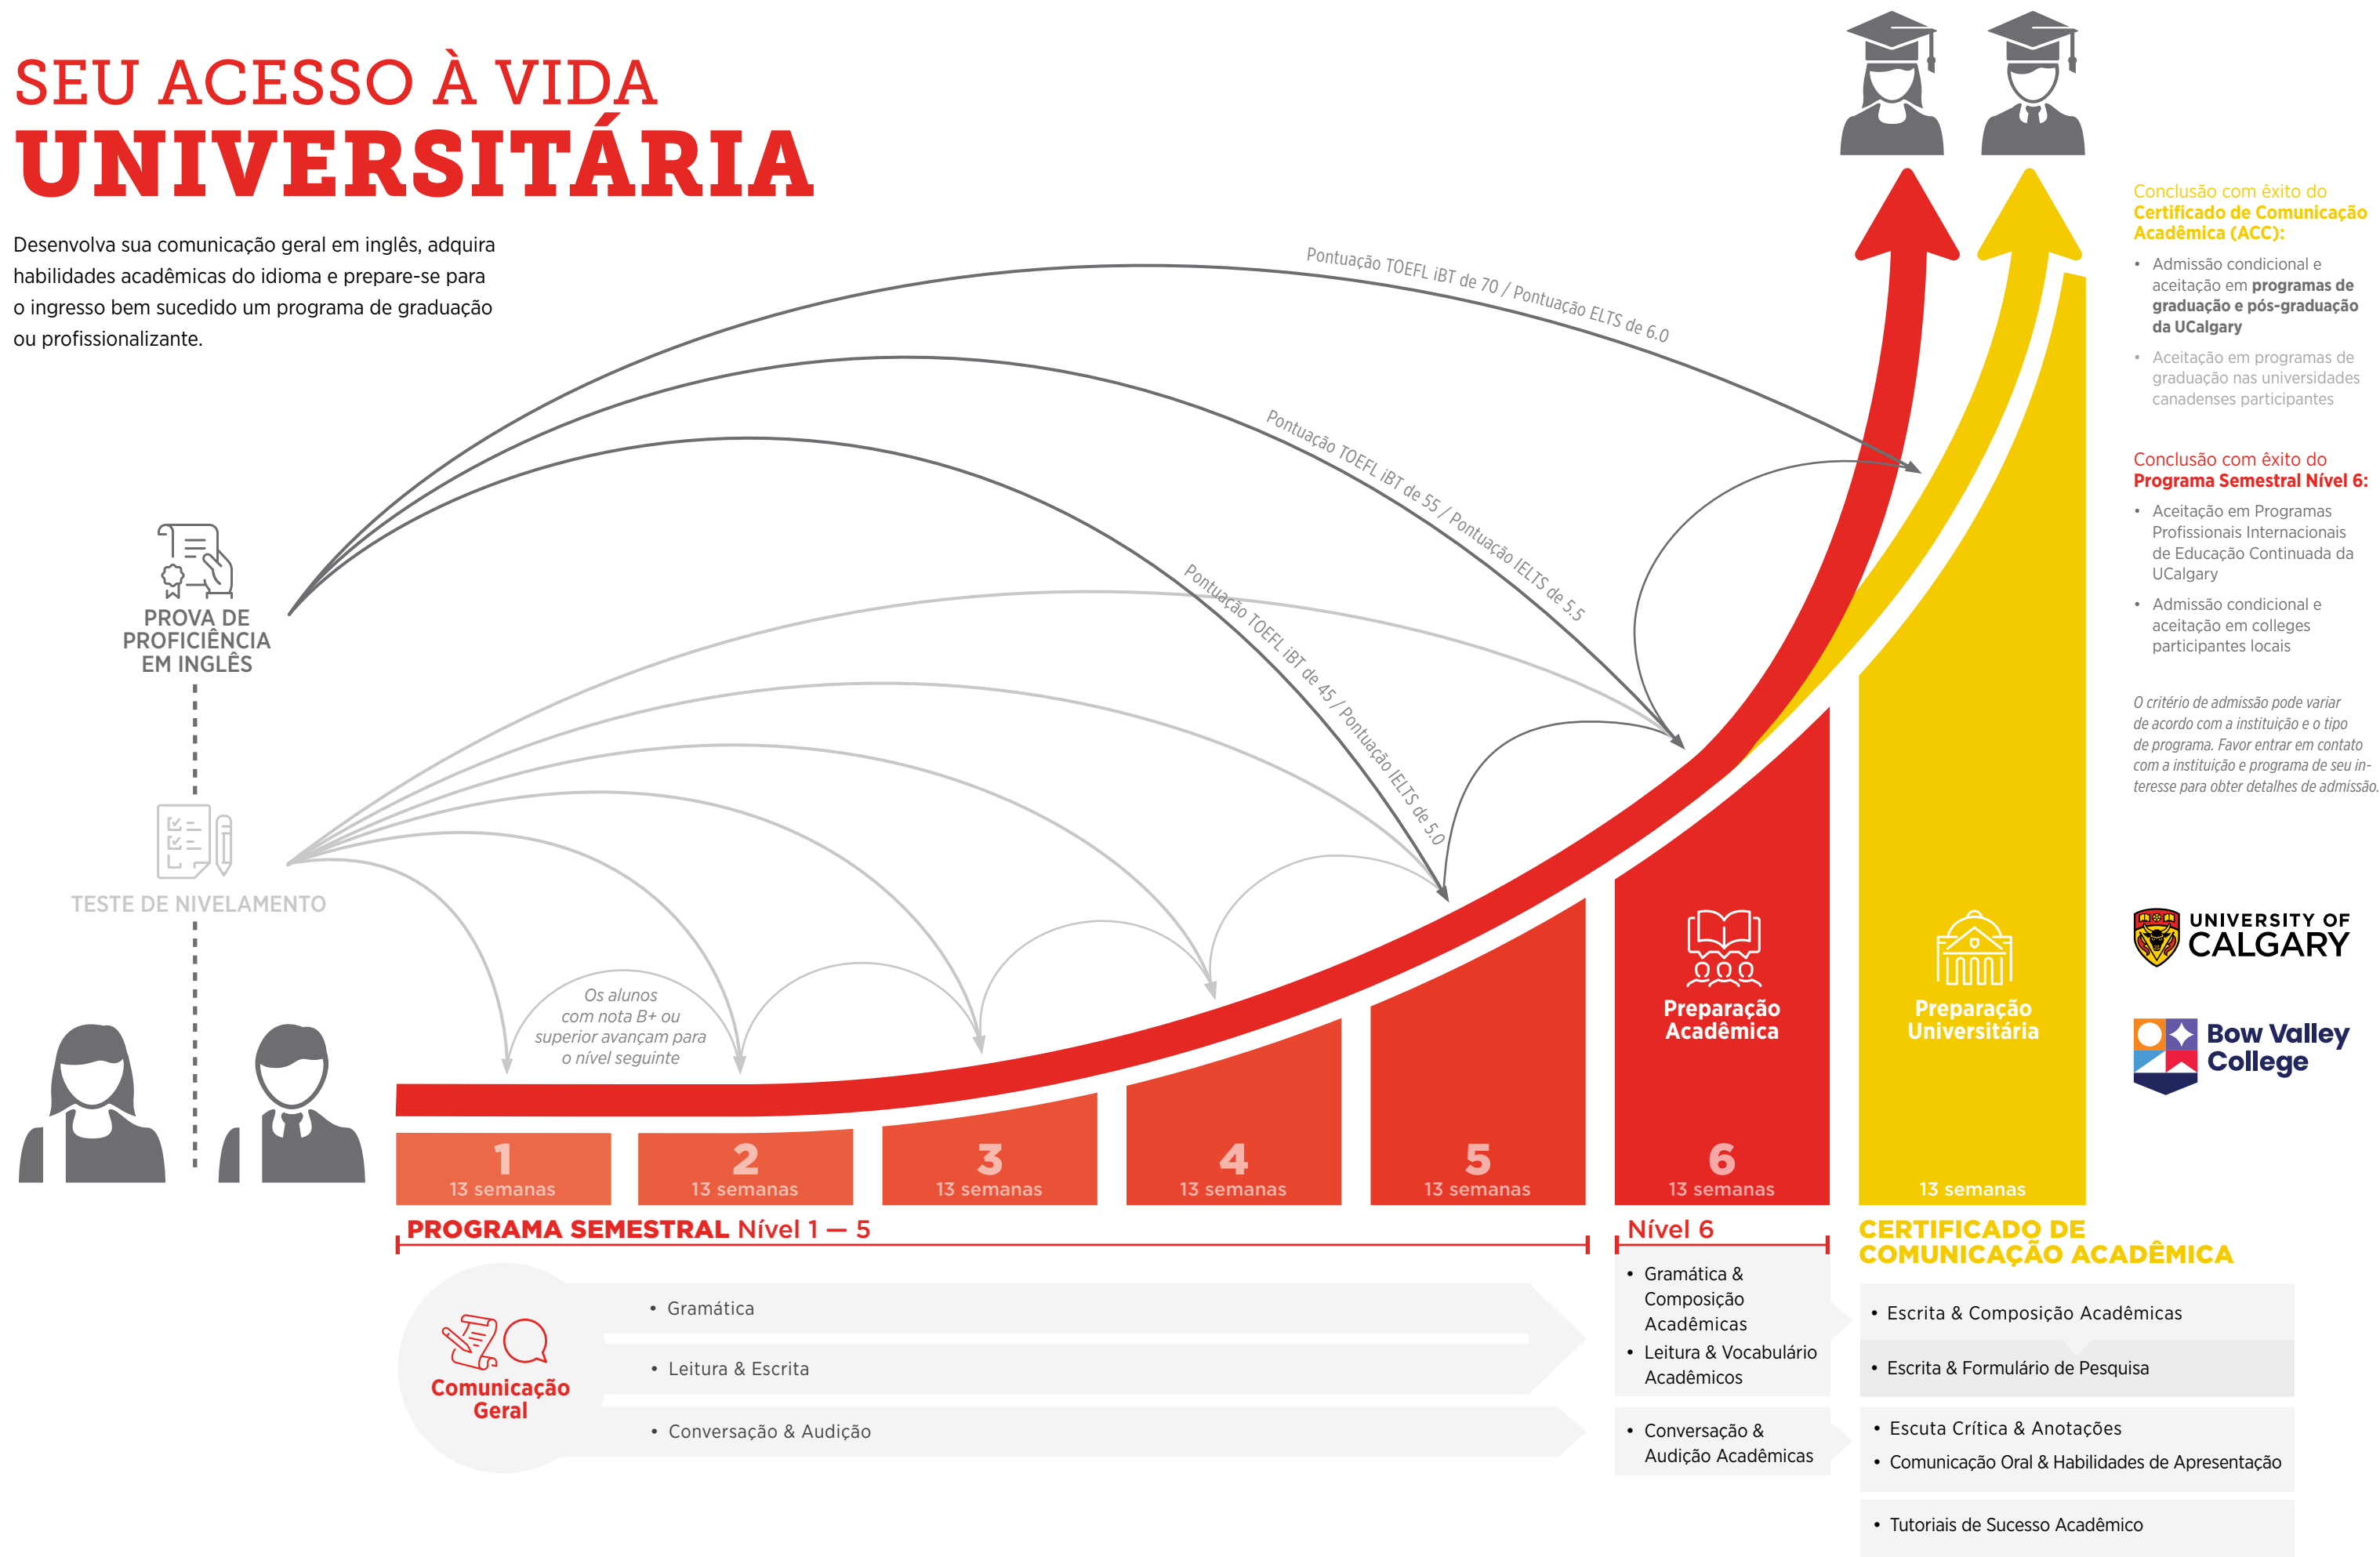 SEU ACESSO À VIDA
UNIVERSITÁRIA
Desenvolva sua comunicação geral em inglês, adquira
habilidades acadêmicas do idioma e prepare-se para
o ingresso bem sucedido um programa de graduação
ou profissionalizante.
Pontuação TOEFL iBT de 70 / Pontuação ELTS de 6.0
Pontuação TOEFL iBT de 55 / Pontuação IELTS de 5.5
Pontuação TOEFL iBT de 45 / Pontuação IELTS de 5.0
PROVA DE
PROFICIÊNCIA
EM INGLÊS
TESTE DE NIVELAMENTO
Os alunos
com nota B+ ou
superior avançam para
o nível seguinte
1
13 semanas
2
13 semanas
3
13 semanas
4
13 semanas
5
13 semanas
Preparação
Acadêmica
6
13 semanas
Preparação
Universitária
13 semanas
Conclusão com êxito do
Certificado de Comunicação
Acadêmica (ACC):
• Admissão condicional e
aceitação em programas de
graduação e pós-graduação
da UCalgary
• Aceitação em programas de
graduação nas universidades
canadenses participantes
Conclusão com êxito do
Programa Semestral Nível 6:
• Aceitação em Programas
Profissionais Internacionais
de Educação Continuada da
UCalgary
• Admissão condicional e
aceitação em colleges
participantes locais
O critério de admissão pode variar
de acordo com a instituição e o tipo
de programa. Favor entrar em contato
com a instituição e programa de seu in-
teresse para obter detalhes de admissão.
UNIVERSITY OF
CALGARY
Bow Valley
College
PROGRAMA SEMESTRAL Nível 1 — 5
Comunicação
Geral
• Gramática
• Leitura & Escrita
• Conversação & Audição
Nível 6
• Gramática &
Composição
Acadêmicas
• Leitura & Vocabulário
Acadêmicos
• Conversação &
Audição Acadêmicas
CERTIFICADO DE
COMUNICAÇÃO ACADÊMICA
• Escrita & Composição Acadêmicas
• Escrita & Formulário de Pesquisa
• Escuta Crítica & Anotações
• Comunicação Oral & Habilidades de Apresentação
• Tutoriais de Sucesso Acadêmico